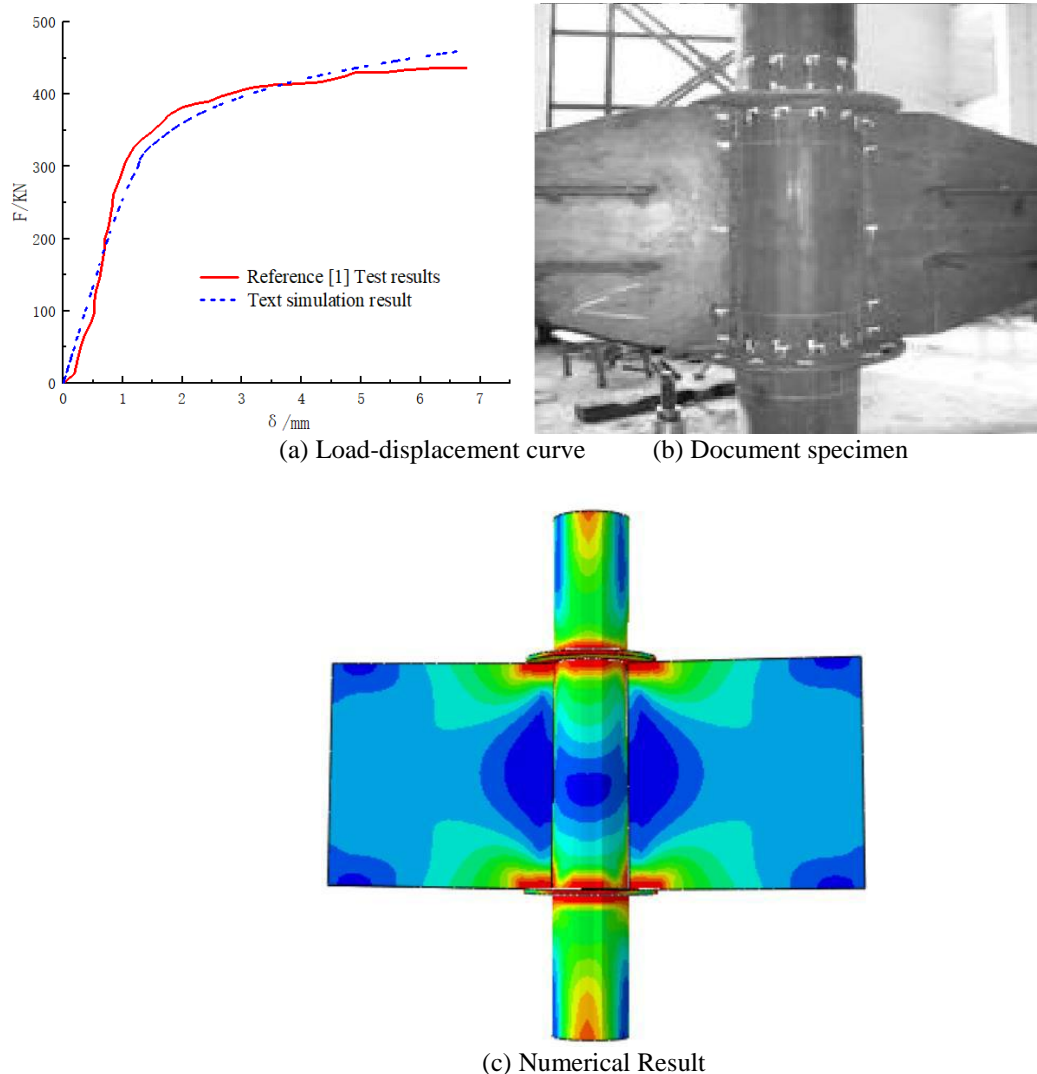 500
400
300
200
100
0
F/KN
Reference [1] Test results
Text simulation result
0 1 2 3 4 5 6 7
δ /mm
(a) Load-displacement curve (b) Document specimen
(c) Numerical Result